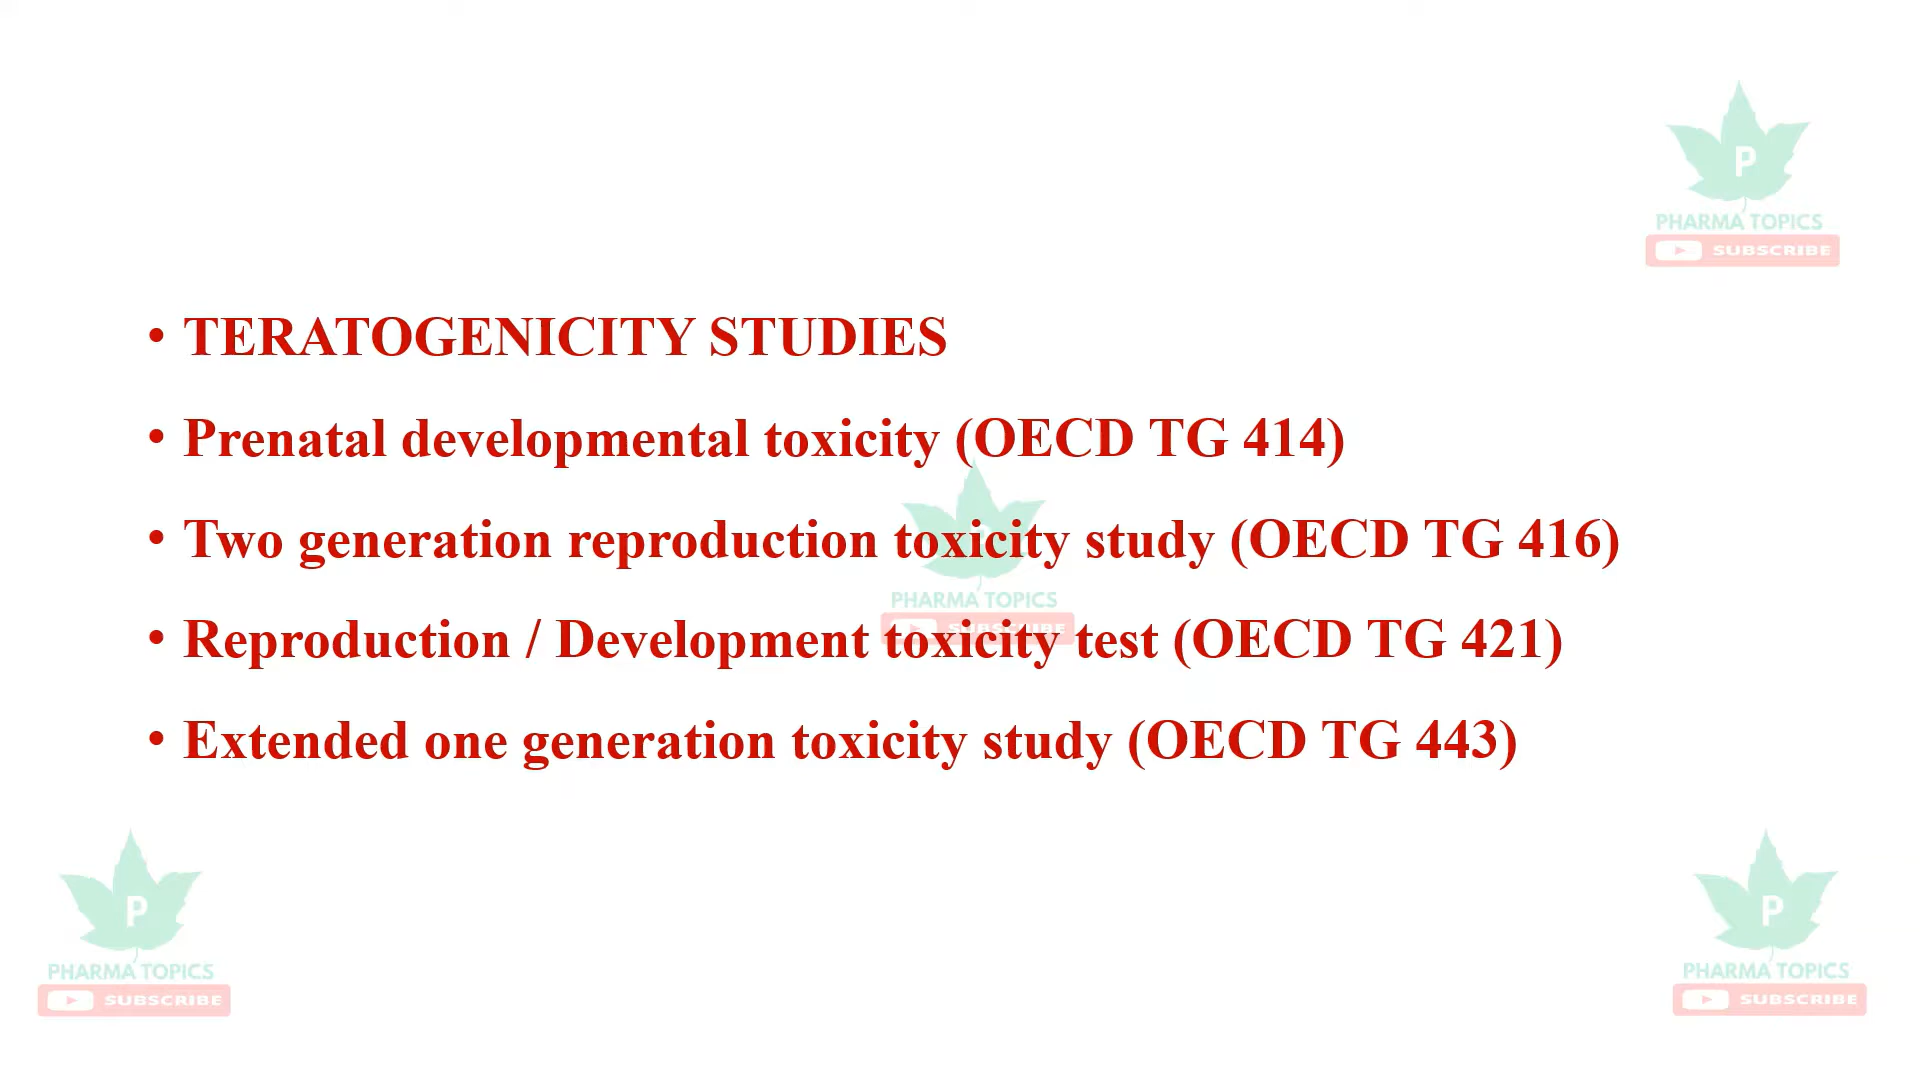 P
PHARMA TOPICS
SUBSCRIBE
• TERATOGENICITY STUDIES
• Prenatal developmental toxicity (OECD TG 414)
• Two generation reproduction toxicity study (OECD TG 416)
PHARMA TOPICS
SUBSCRIBE
• Reproduction / Development toxicity test (OECD TG 421)
• Extended one generation toxicity study (OECD TG 443)
P
PHARMA TOPICS
SUBSCRIBE
P
PHARMA TOPICS
SUBSCRIBE